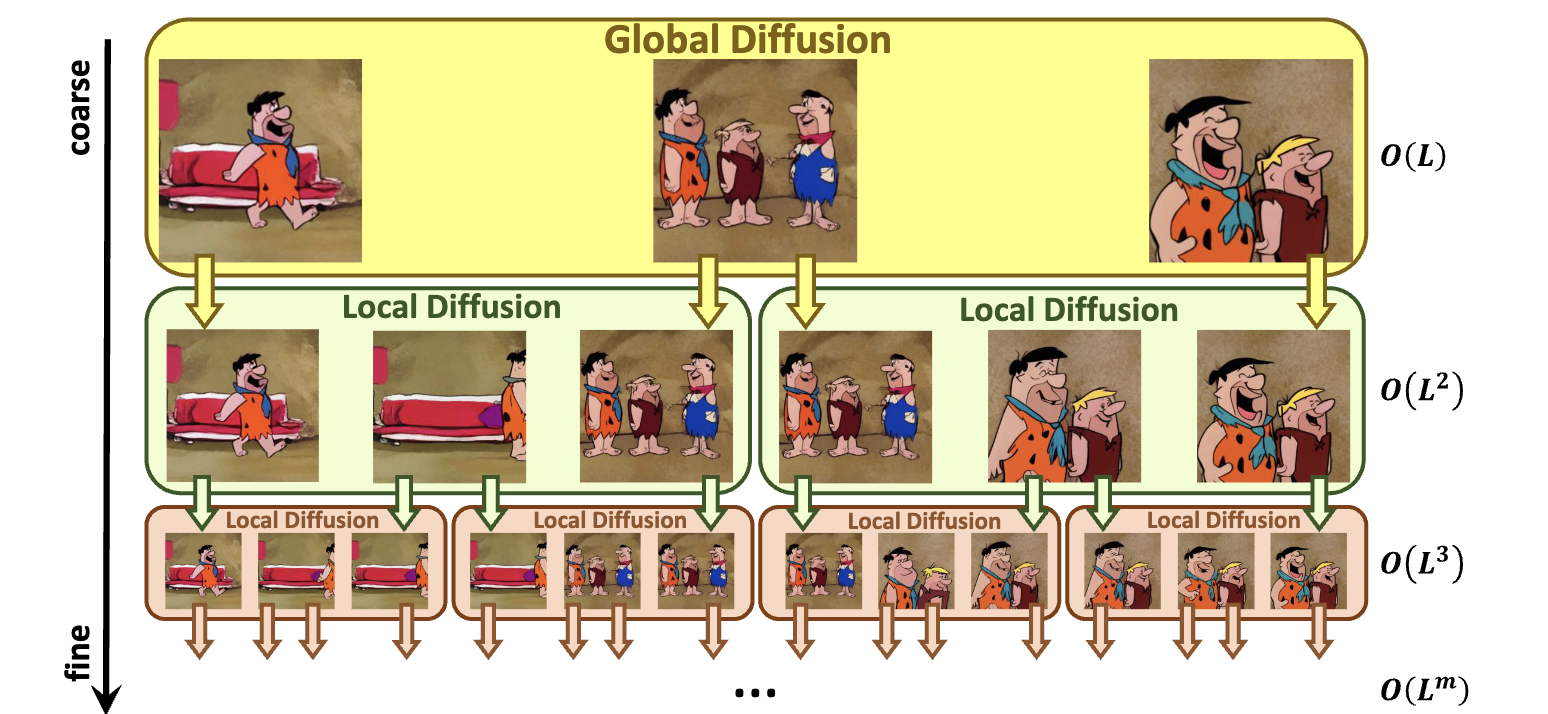 Global Diffusion
coarse
O(L)
Local Diffusion
Local Diffusion
O(L²)
Local Diffusion
Local Diffusion
Local Diffusion
Local Diffusion
O(L³)
fine
...
O(Lᵐ)